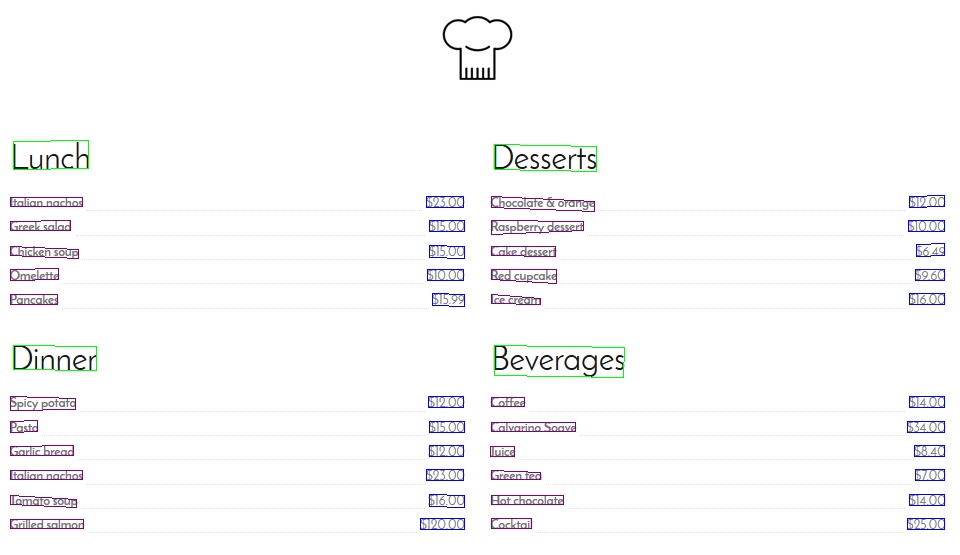 Lunch
Italian nachos $23.00
Greek salad $15.00
Chicken soup $15.00
Omelette $10.00
Pancakes $15.99
Desserts
Chocolate & orange $12.00
Raspberry dessert $10.00
Cake dessert $6.49
Red cupcake $9.60
Ice cream $16.00
Dinner
Spicy potato $12.00
Pasta $15.00
Garlic bread $12.00
Italian nachos $23.00
Tomato soup $16.00
Grilled salmon $120.00
Beverages
Coffee $14.00
Calvarino Soave $34.00
Juice $8.40
Green tea $7.00
Hot chocolate $14.00
Cocktail $25.00